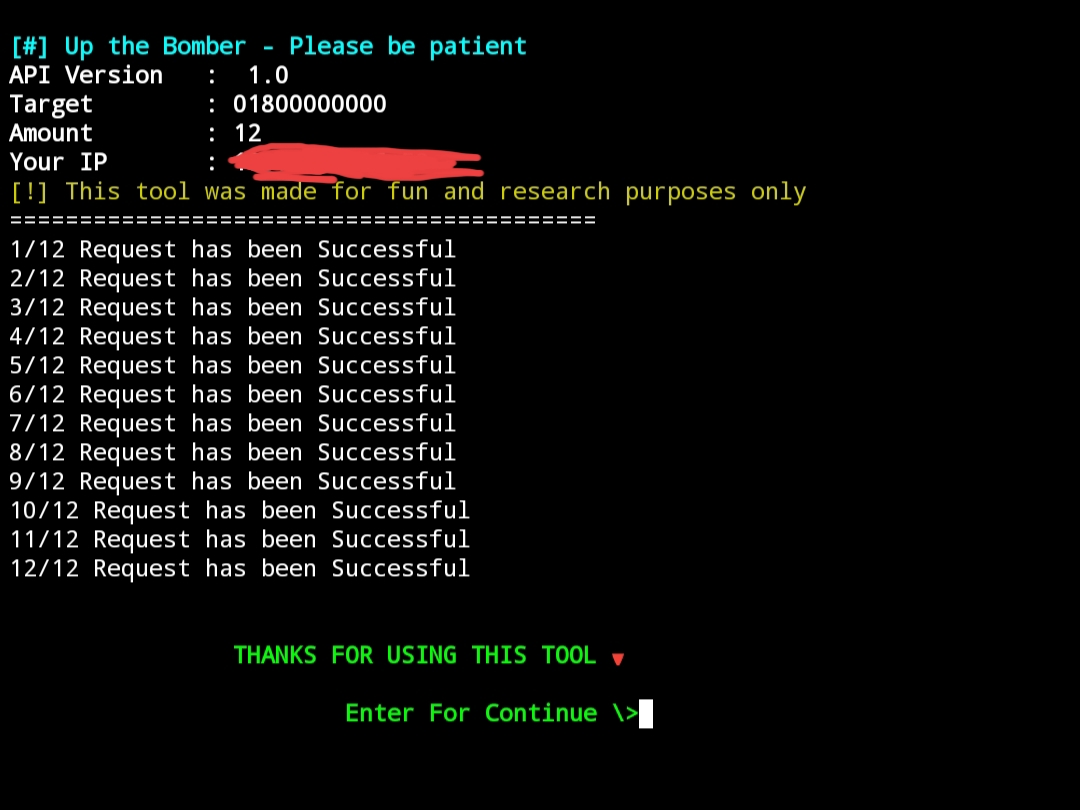 [#] Up the Bomber - Please be patient
API Version : 1.0
Target : 01800000000
Amount : 12
Your IP :
[!] This tool was made for fun and research purposes only
==========================================
1/12 Request has been Successful
2/12 Request has been Successful
3/12 Request has been Successful
4/12 Request has been Successful
5/12 Request has been Successful
6/12 Request has been Successful
7/12 Request has been Successful
8/12 Request has been Successful
9/12 Request has been Successful
10/12 Request has been Successful
11/12 Request has been Successful
12/12 Request has been Successful
THANKS FOR USING THIS TOOL
Enter For Continue \>